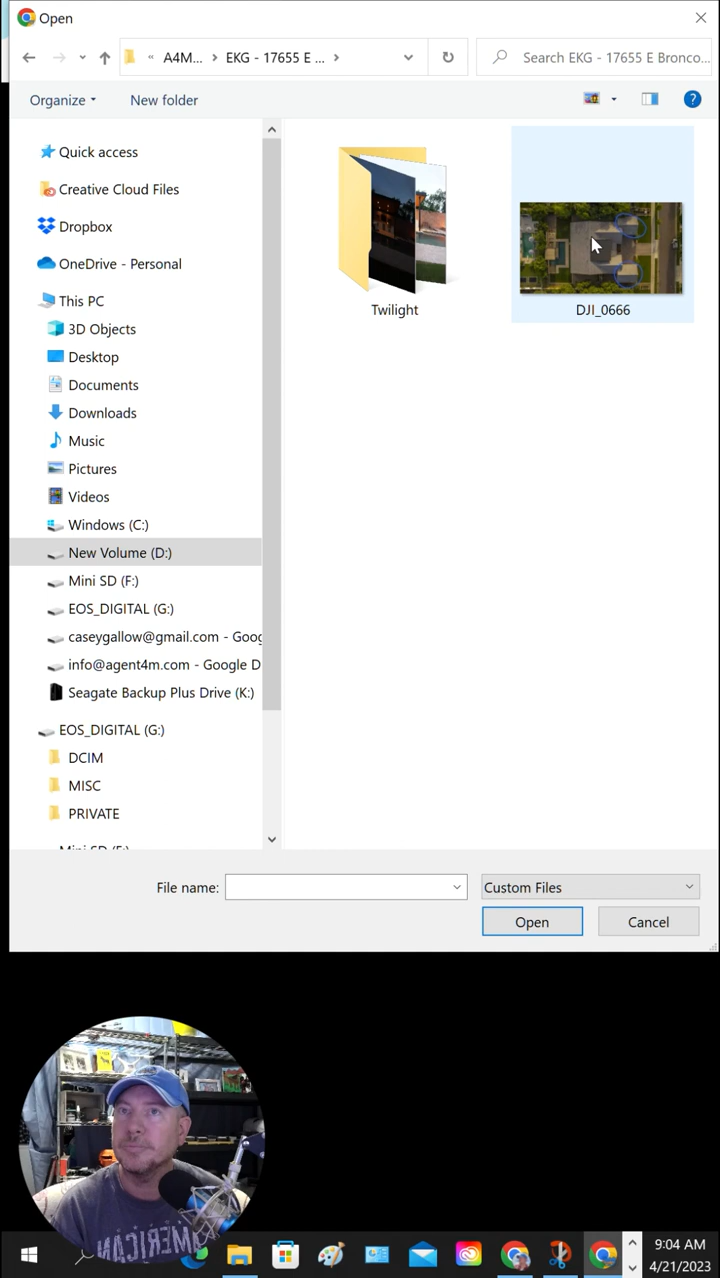 Open
« A4M... > EKG - 17655 E ... >
Search EKG - 17655 E Bronco...
Organize
New folder
Quick access
Creative Cloud Files
Dropbox
OneDrive - Personal
This PC
3D Objects
Desktop
Documents
Downloads
Music
Pictures
Videos
Windows (C:)
New Volume (D:)
Mini SD (F:)
EOS_DIGITAL (G:)
caseygallow@gmail.com - Goog
info@agent4m.com - Google D
Seagate Backup Plus Drive (K:)
EOS_DIGITAL (G:)
DCIM
MISC
PRIVATE
Mini SD (F:)
Twilight
DJI_0666
File name:
Custom Files
Open
Cancel
AMERICAN
9:04 AM
4/21/2023